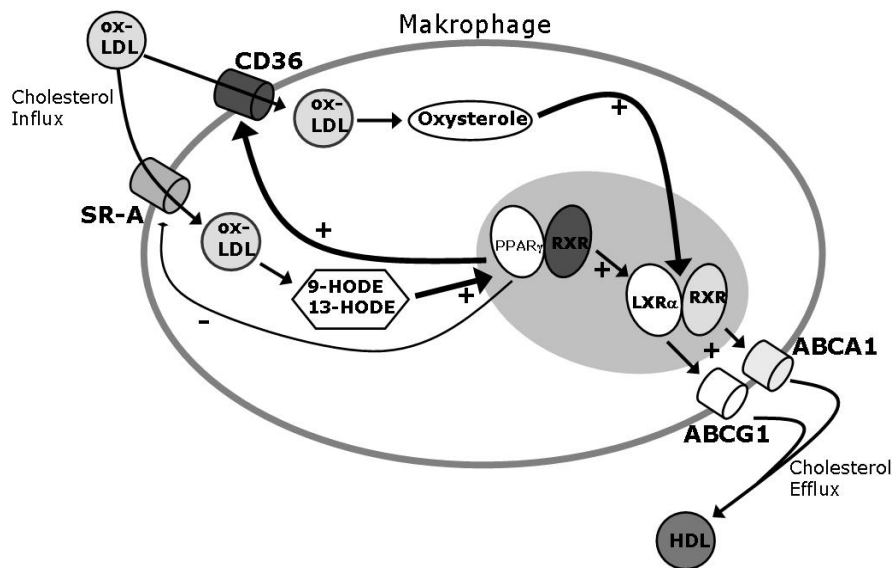 Makrophage
ox-
LDL
CD36
Cholesterol
Influx
ox-
LDL
Oxysterole
+
SR-A
ox-
LDL
+
PPARγ
RXR
+
9-HODE
13-HODE
+
LXRα
RXR
-
+
ABCA1
ABCG1
Cholesterol
Efflux
HDL